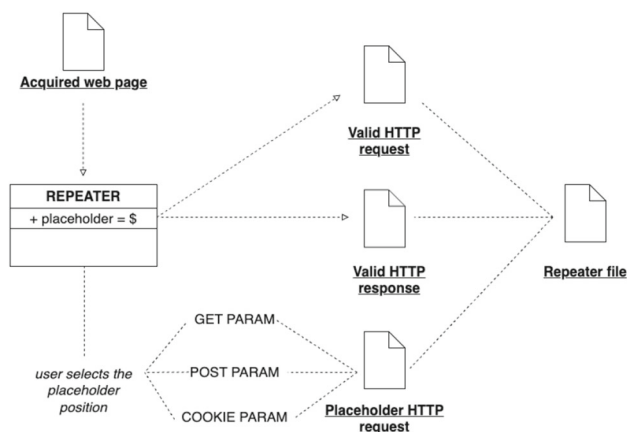 Acquired web page
REPEATER
+ placeholder = $
Valid HTTP
request
Valid HTTP
response
Repeater file
GET PARAM
POST PARAM
COOKIE PARAM
user selects the
placeholder
position
Placeholder HTTP
request